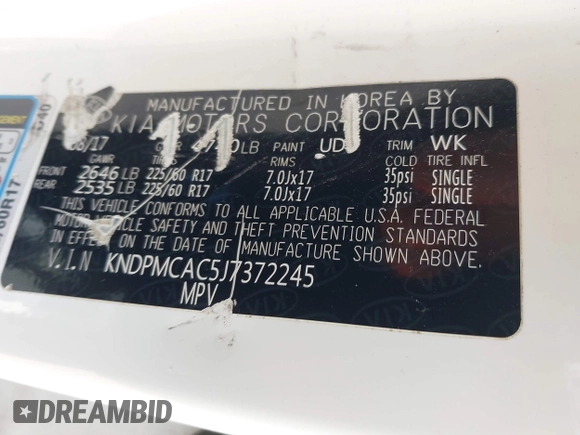 MANUFACTURED IN KOREA BY
KIA MOTORS CORPORATION
/17 LB PAINT UD TRIM WK
GAWR RIMS COLD TIRE INFL
FRONT 2646 LB 225/60 R17 7.0Jx17 35psi SINGLE
REAR 2535 LB 225/60 R17 7.0Jx17 35psi SINGLE
THIS VEHICLE CONFORMS TO ALL APPLICABLE U.S.A. FEDERAL
MOTOR VEHICLE SAFETY AND THEFT PREVENTION STANDARDS
IN EFFECT ON THE DATE OF MANUFACTURE SHOWN ABOVE.
V.I.N KNDPMCAC5J7372245
MPV
60R17
DREAMBID